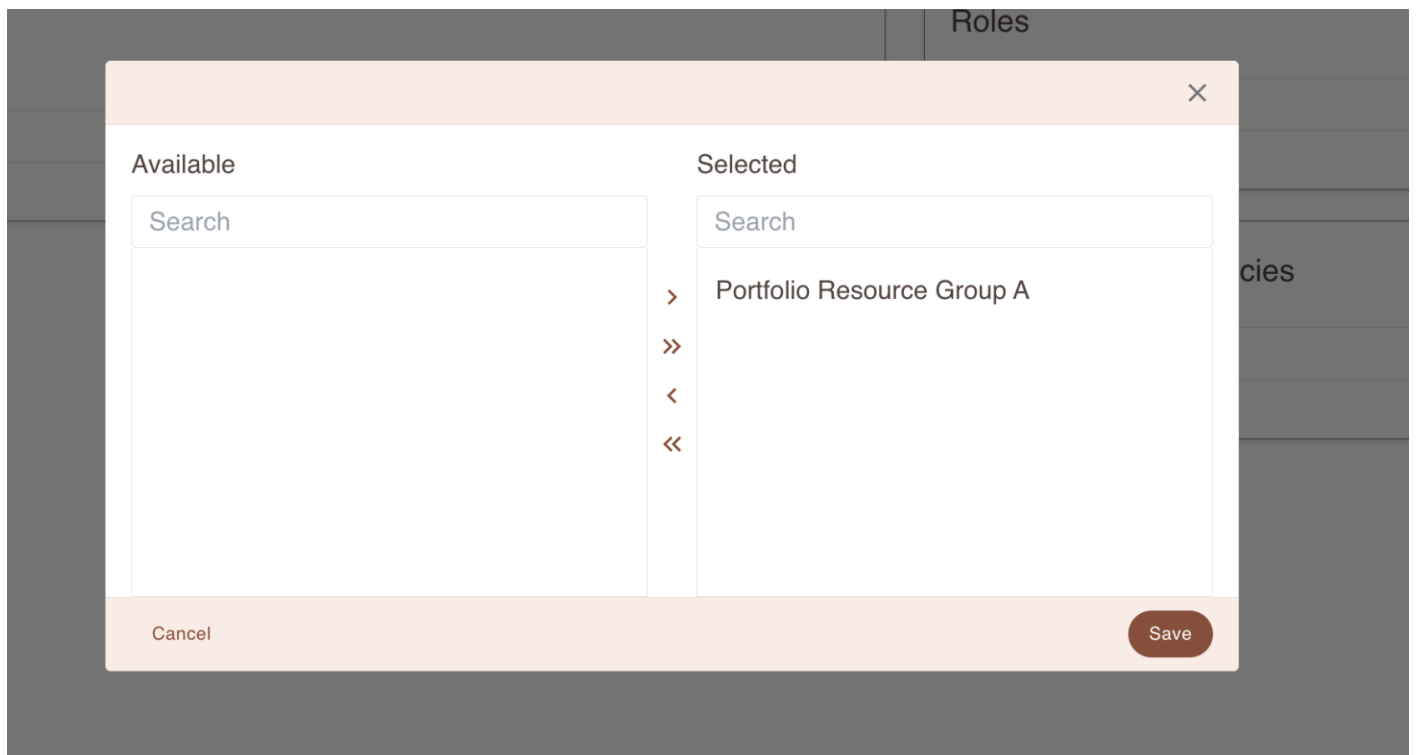 Roles
Available
Selected
Search
Search
Portfolio Resource Group A
cies
Cancel
Save